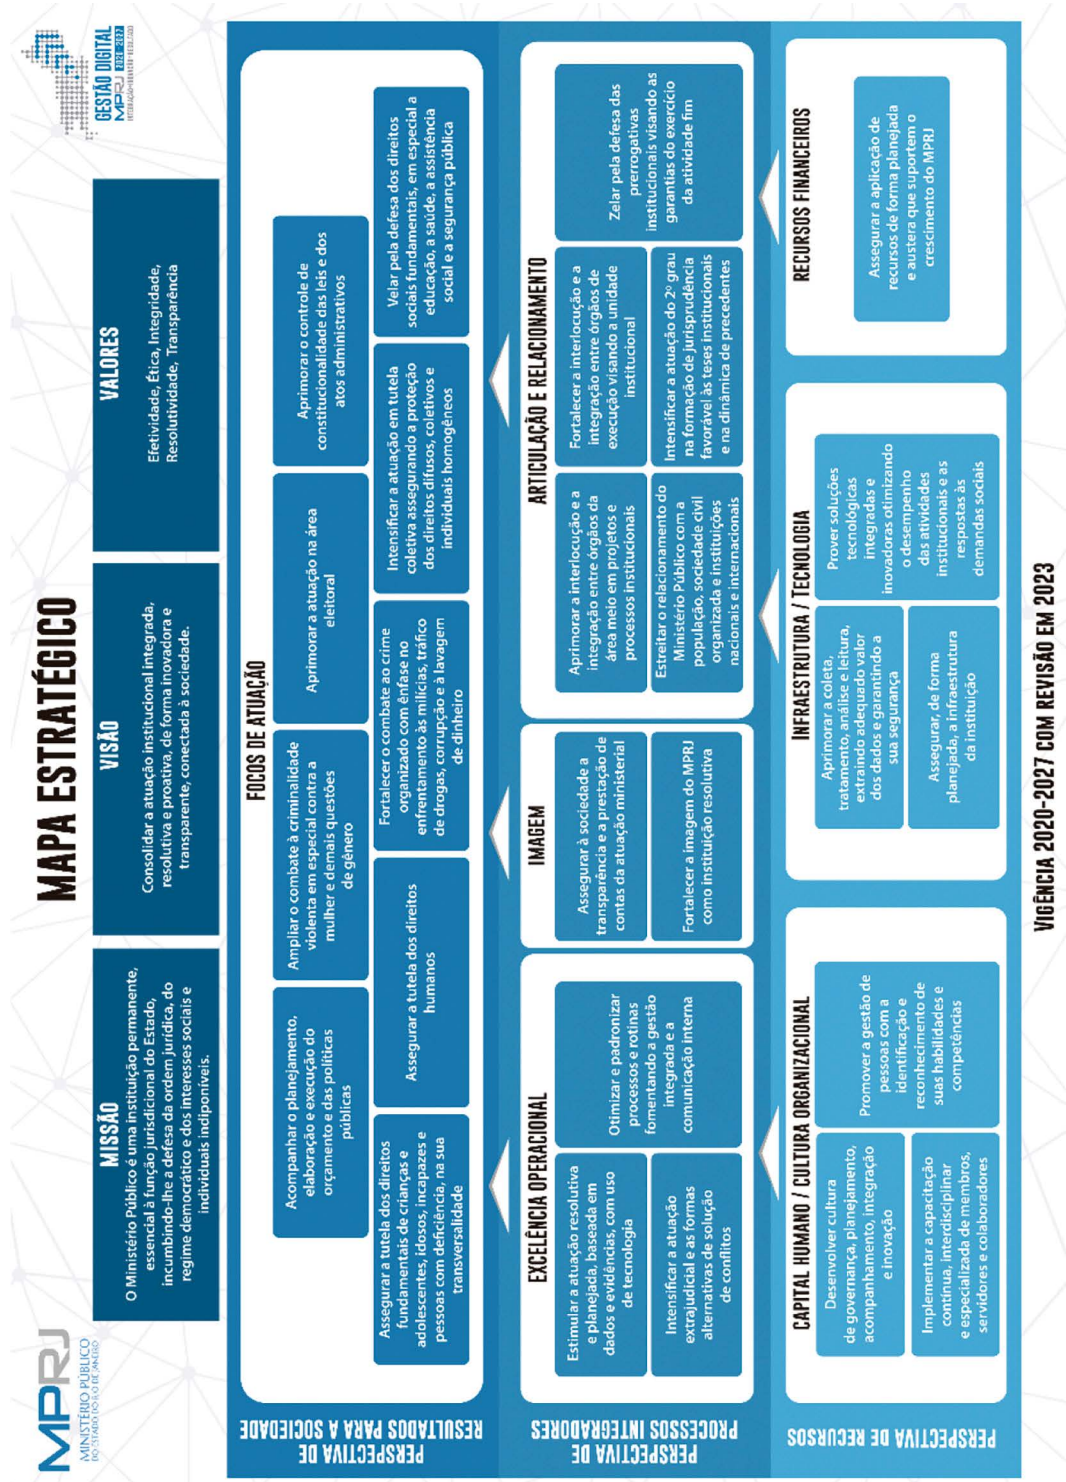 MPRJ
MINISTÉRIO PÚBLICO
DO ESTADO DO RIO DE JANEIRO
MAPA ESTRATÉGICO
GESTÃO DIGITAL
MPRJ 2020-2027
INTEGRAÇÃO•INOVAÇÃO•RESULTADO
MISSÃO
O Ministério Público é uma instituição permanente,
essencial à função jurisdicional do Estado,
incumbindo-lhe a defesa da ordem jurídica, do
regime democrático e dos interesses sociais e
individuais indiponíveis.
VISÃO
Consolidar a atuação institucional integrada,
resolutiva e proativa, de forma inovadora e
transparente, conectada à sociedade.
VALORES
Efetividade, Ética, Integridade,
Resolutividade, Transparência
PERSPECTIVA DE
RESULTADOS PARA A SOCIEDADE
FOCOS DE ATUAÇÃO
Acompanhar o planejamento,
elaboração e execução do
orçamento e das políticas
públicas
Ampliar o combate à criminalidade
violenta em especial contra a
mulher e demais questões
de gênero
Aprimorar a atuação na área
eleitoral
Aprimorar o controle de
constitucionalidade das leis e dos
atos administrativos
Assegurar a tutela dos direitos
fundamentais de crianças e
adolescentes, idosos, incapazes e
pessoas com deficiência, na sua
transversalidade
Assegurar a tutela dos direitos
humanos
Fortalecer o combate ao crime
organizado com ênfase no
enfrentamento às milícias, tráfico
de drogas, corrupção e à lavagem
de dinheiro
Intensificar a atuação em tutela
coletiva assegurando a proteção
dos direitos difusos, coletivos e
individuais homogêneos
Velar pela defesa dos direitos
sociais fundamentais, em especial a
educação, a saúde, a assistência
social e a segurança pública
PERSPECTIVA DE
PROCESSOS INTEGRADORES
EXCELÊNCIA OPERACIONAL
Estimular a atuação resolutiva
e planejada, baseada em
dados e evidências, com uso
de tecnologia
Intensificar a atuação
extrajudicial e as formas
alternativas de solução
de conflitos
Otimizar e padronizar
processos e rotinas
fomentando a gestão
integrada e a
comunicação interna
IMAGEM
Assegurar à sociedade a
transparência e a prestação de
contas da atuação ministerial
Fortalecer a imagem do MPRJ
como instituição resolutiva
ARTICULAÇÃO E RELACIONAMENTO
Aprimorar a interlocução e a
integração entre órgãos da
área meio em projetos e
processos institucionais
Estreitar o relacionamento do
Ministério Público com a
população, sociedade civil
organizada e instituições
nacionais e internacionais
Fortalecer a interlocução e a
integração entre órgãos de
execução visando a unidade
institucional
Intensificar a atuação do 2º grau
na formação de jurisprudência
favorável às teses institucionais
e na dinâmica de precedentes
Zelar pela defesa das
prerrogativas
institucionais visando as
garantias do exercício
da atividade fim
PERSPECTIVA DE RECURSOS
CAPITAL HUMANO / CULTURA ORGANIZACIONAL
Desenvolver cultura
de governança, planejamento,
acompanhamento, integração
e inovação
Implementar a capacitação
contínua, interdisciplinar
e especializada de membros,
servidores e colaboradores
Promover a gestão de
pessoas com a
identificação e
reconhecimento de
suas habilidades e
competências
INFRAESTRUTURA / TECNOLOGIA
Aprimorar a coleta,
tratamento, análise e leitura,
extraindo adequado valor
dos dados e garantindo a
sua segurança
Assegurar, de forma
planejada, a infraestrutura
da instituição
Prover soluções
tecnológicas
integradas e
inovadoras otimizando
o desempenho
das atividades
institucionais e as
respostas às
demandas sociais
RECURSOS FINANCEIROS
Assegurar a aplicação de
recursos de forma planejada
e austera que suportem o
crescimento do MPRJ
VIGÊNCIA 2020-2027 COM REVISÃO EM 2023